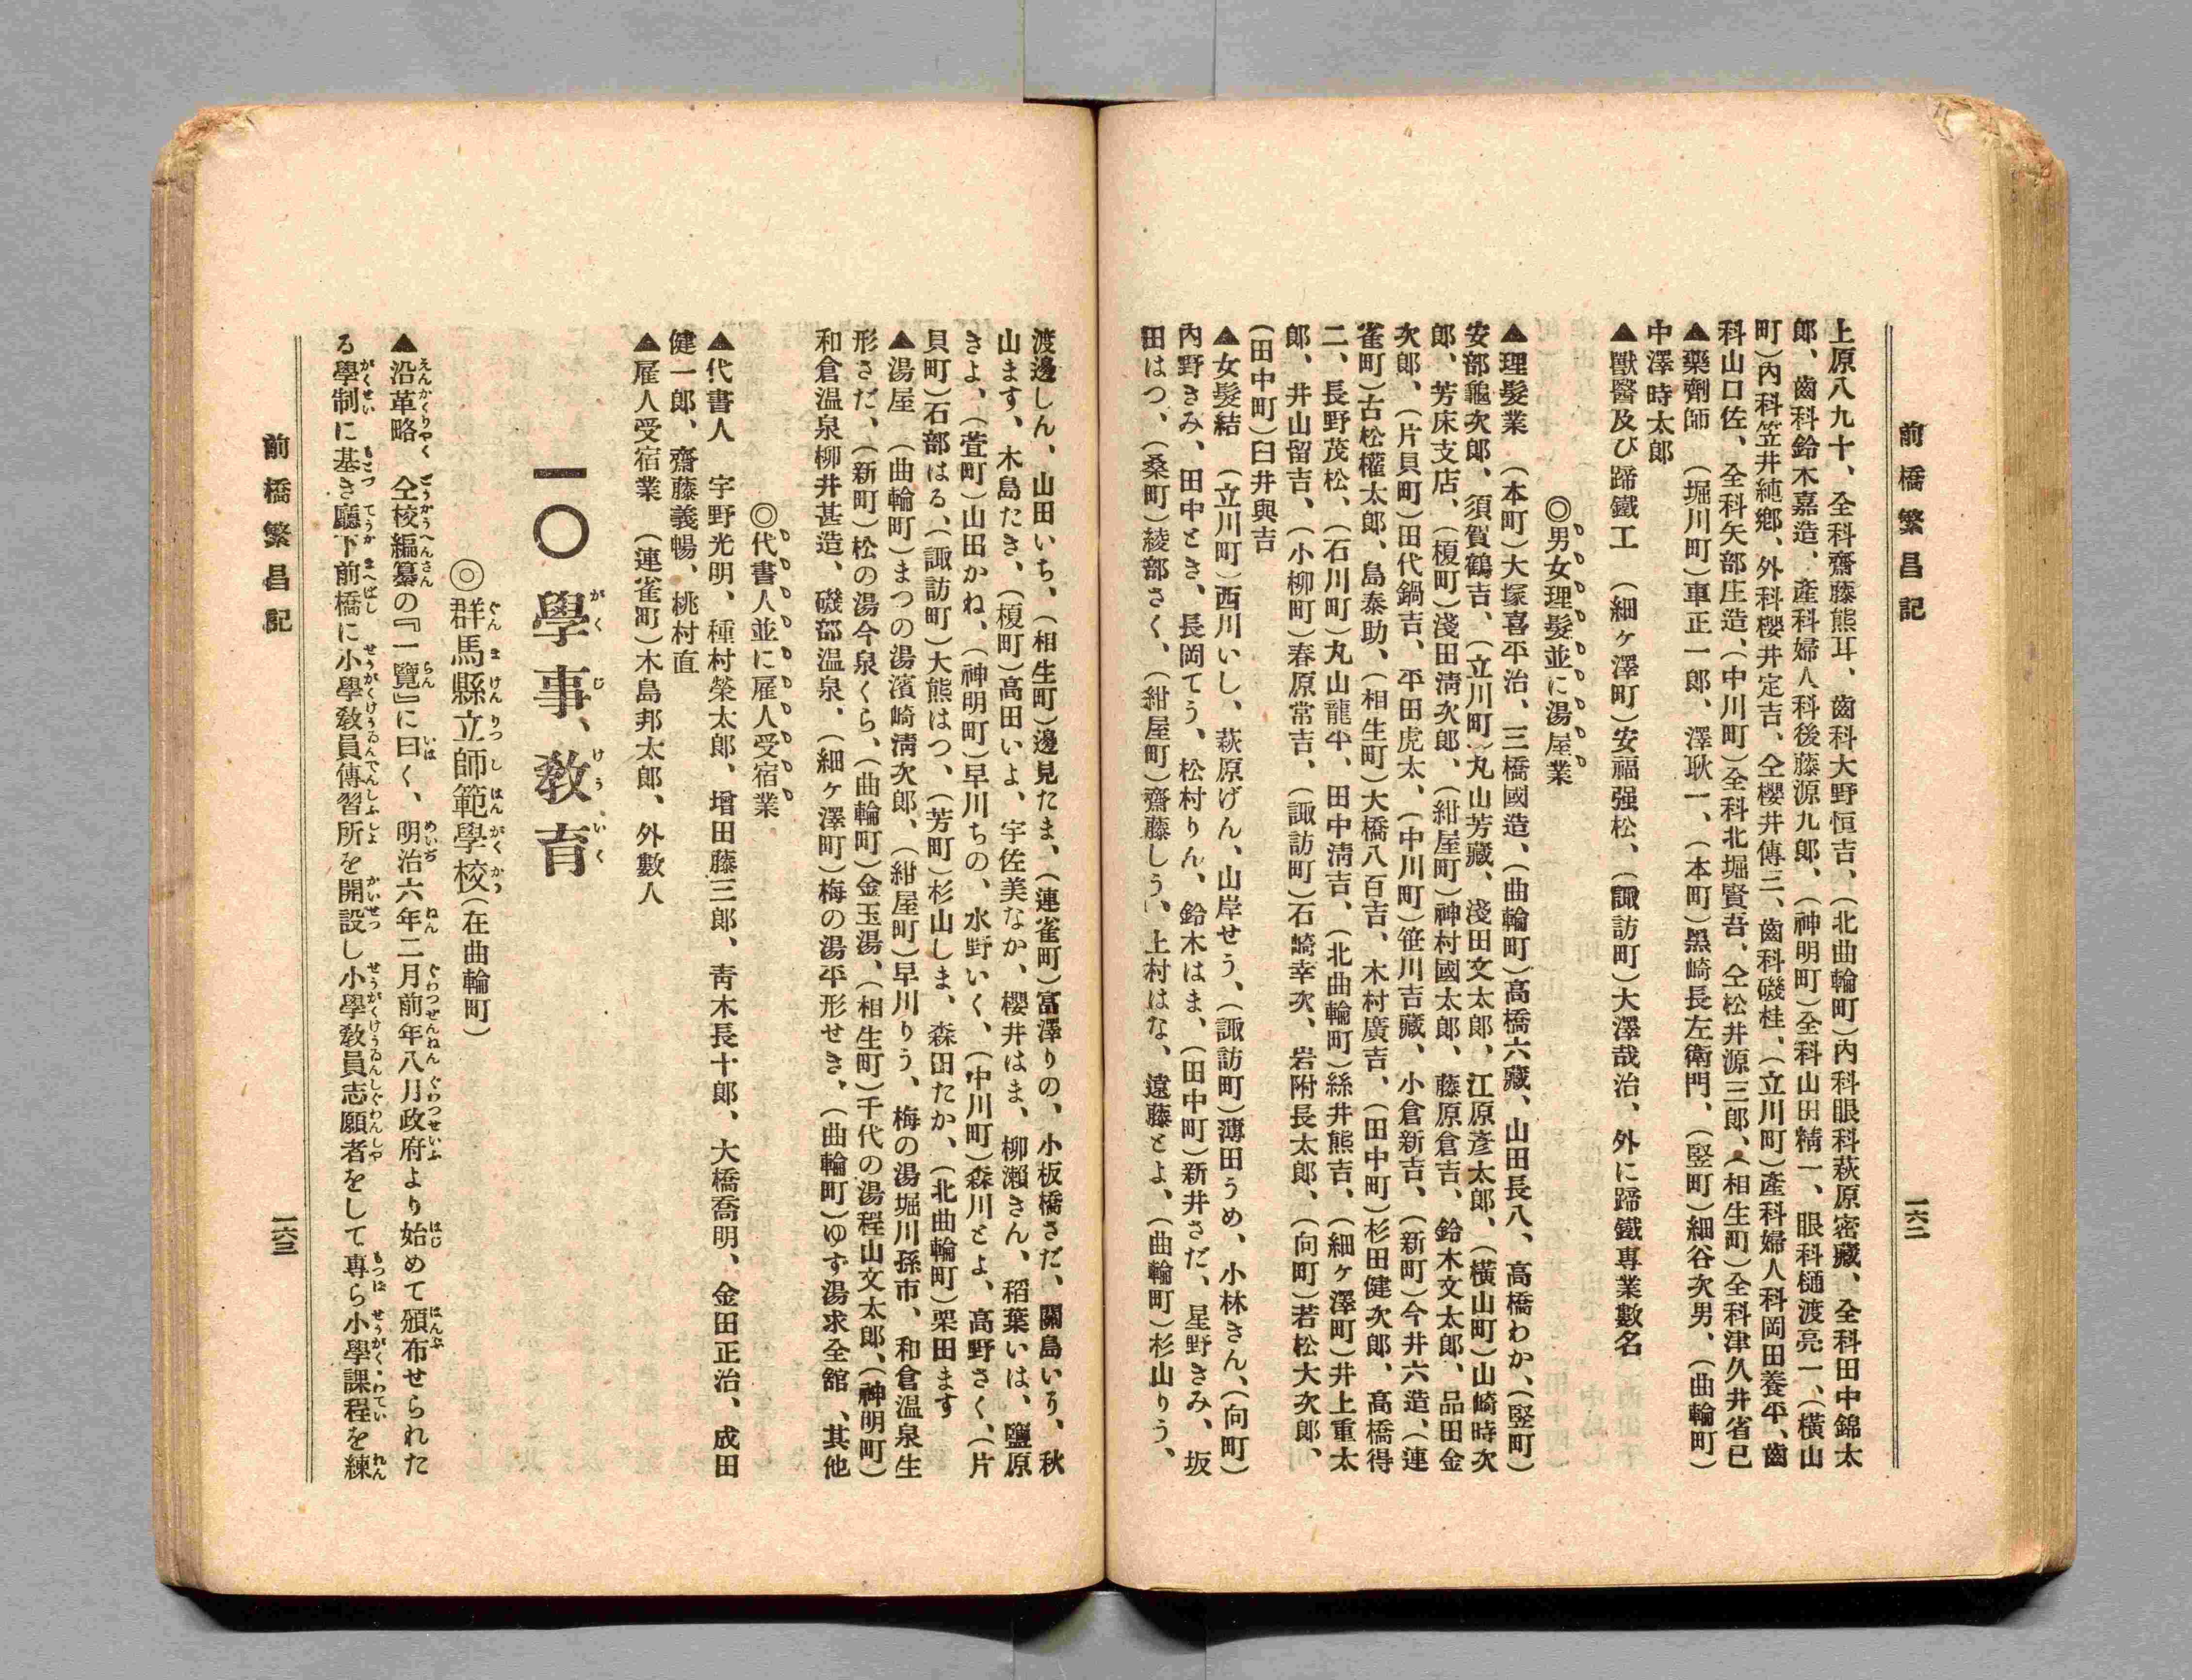 前橋繁昌記
一六二
上原八九十、仝科齋藤熊耳、齒科大野恒吉、(北曲輪町)內科眼科萩原密藏、仝科田中錦太
郎、齒科鈴木嘉造、產科婦人科後藤源九郎、(神明町)仝科山田精一、眼科樋渡亮一、(橫山
町)內科笠井純鄕、外科櫻井定吉、仝櫻井傳三、齒科磯桂、(立川町)產科婦人科岡田養平、齒
科山口佐、仝科矢部庄造、(中川町)仝科北堀賢吾、仝松井源三郎、(相生町)仝科津久井省已
▲藥劑師 (堀川町)車正一郎、澤耿一、(本町)黑崎長左衛門、(竪町)細谷次男、(曲輪町)
中澤時太郎
▲獸醫及び蹄鐵工 (細ヶ澤町)安福强松、(諏訪町)大澤哉治、外に蹄鐵專業數名
◎男女理髮並に湯屋業
▲理髮業 (本町)大塚喜平治、三橋國造、(曲輪町)高橋六藏、山田長八、高橋わか、(竪町)
安部龜次郎、須賀鶴吉、(立川町)丸山芳藏、淺田文太郎、江原彥太郎、(橫山町)山崎時次
郎、芳床支店、(榎町)淺田淸次郎、(紺屋町)神村國太郎、藤原倉吉、鈴木文太郎、品田金
次郎、(片貝町)田代鍋吉、平田虎太、(中川町)笹川吉藏、小倉新吉、(新町)今井六造、(連
雀町)古松權太郎、島泰助、(相生町)大橋八百吉、木村廣吉、(田中町)杉田健次郎、高橋得
二、長野茂松、(石川町)丸山龍平、田中淸吉、(北曲輪町)絲井熊吉、(細ヶ澤町)井上重太
郎、井山留吉、(小柳町)春原常吉、(諏訪町)石崎幸次、岩附長太郎、(向町)若松大次郎、
(田中町)臼井與吉
▲女髮結 (立川町)西川いし、萩原げん、山岸せう、(諏訪町)薄田うめ、小林きん、(向町)
內野きみ、田中とき、長岡てう、松村りん、鈴木はま、(田中町)新井さだ、星野きみ、坂
田はつ、(桑町)綾部さく、(紺屋町)齋藤しう、上村はな、遠藤とよ、(曲輪町)杉山りう、
渡邊しん、山田いち、(相生町)邊見たま、(連雀町)富澤りの、小板橋さだ、關島いう、秋
山ます、木島たき、(榎町)高田いよ、宇佐美なか、櫻井はま、柳瀨きん、稻葉いは、鹽原
きよ、(萱町)山田かね、(神明町)早川ちの、水野いく、(中川町)森川とよ、高野さく、(片
貝町)石部はる、(諏訪町)大熊はつ、(芳町)杉山しま、森田たか、(北曲輪町)栗田ます
▲湯屋 (曲輪町)まつの湯濱崎淸次郎、(紺屋町)早川りう、梅の湯堀川孫市、和倉温泉生
形さだ、(新町)松の湯今泉くら、(曲輪町)金玉湯、(相生町)千代の湯程山文太郎、(神明町)
和倉温泉柳井甚造、磯部温泉、(細ヶ澤町)梅の湯平形せき、(曲輪町)ゆず湯求全舘、其他
◎代書人並に雇人受宿業
▲代書人 宇野光明、種村榮太郎、增田藤三郎、靑木長十郎、大橋喬明、金田正治、成田
健一郎、齋藤義暢、桃村直
▲雇人受宿業 (連雀町)木島邦太郎、外數人
一〇 學事、敎育
◎群馬縣立師範學校(在曲輪町)
▲沿革略 仝校編纂の『一覽』に曰く、明治六年二月前年八月政府より始めて頒布せられた
る學制に基き廳下前橋に小學敎員傳習所を開設し小學敎員志願者をして專ら小學課程を練
前橋繁昌記
一六三